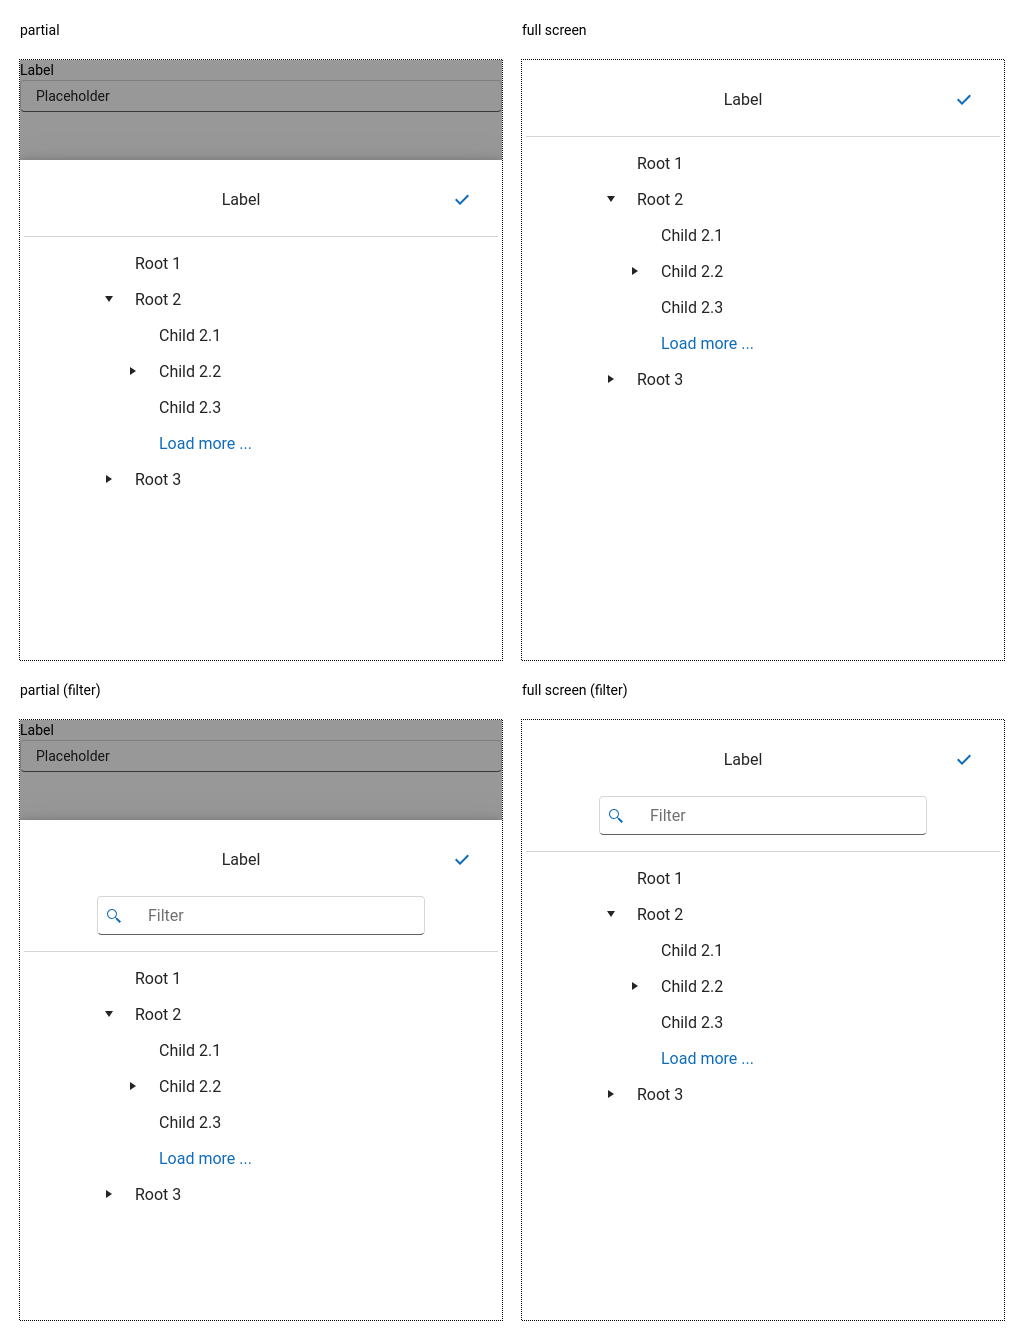 partial
Label
Placeholder
Label
Root 1
Root 2
Child 2.1
Child 2.2
Child 2.3
Load more ...
Root 3
full screen
Label
Root 1
Root 2
Child 2.1
Child 2.2
Child 2.3
Load more ...
Root 3
partial (filter)
Label
Placeholder
Label
Filter
Root 1
Root 2
Child 2.1
Child 2.2
Child 2.3
Load more ...
Root 3
full screen (filter)
Label
Filter
Root 1
Root 2
Child 2.1
Child 2.2
Child 2.3
Load more ...
Root 3